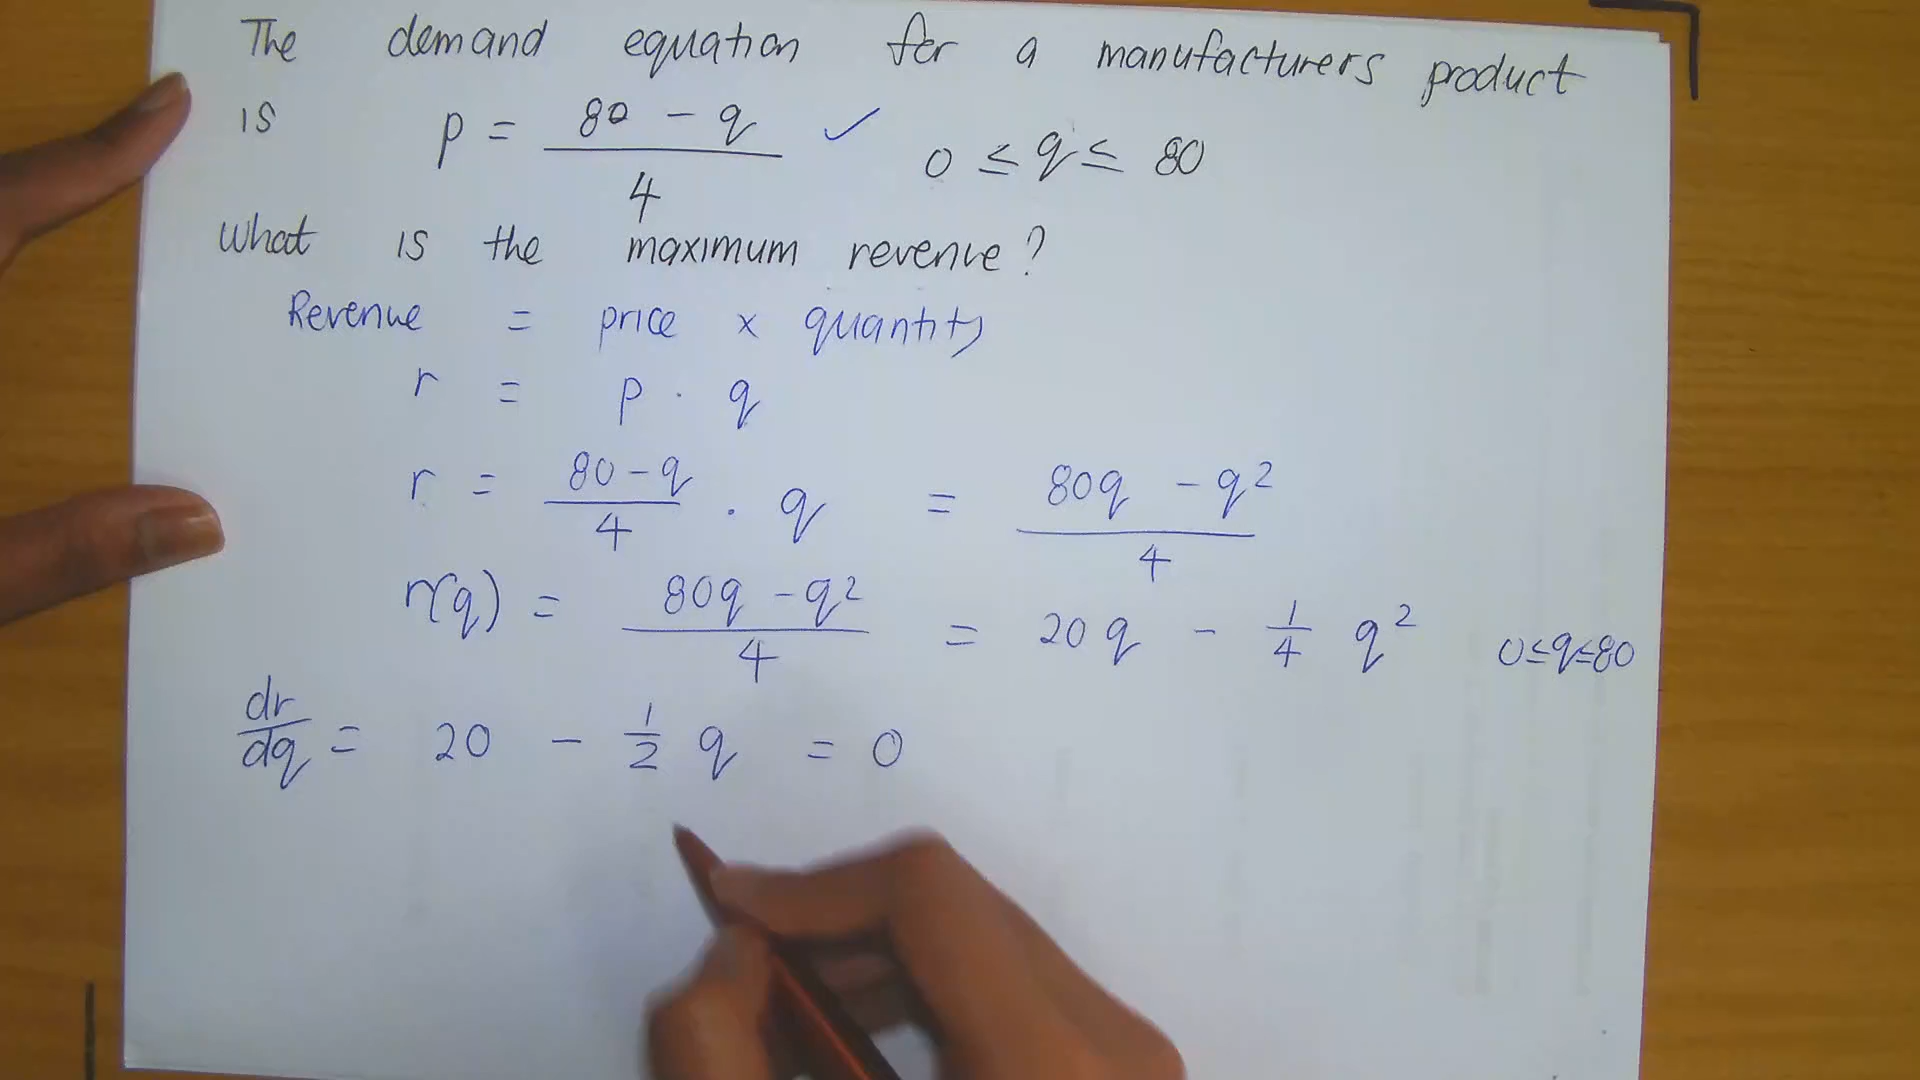 The demand equation for a manufacturers product
is p = (80 - q)/4 ✓ 0 ≤ q ≤ 80
What is the maximum revenue?
Revenue = price x quantity
r = p · q
r = (80 - q)/4 · q = (80q - q²)/4
r(q) = (80q - q²)/4 = 20q - 1/4 q² 0≤q≤80
dr/dq = 20 - 1/2 q = 0